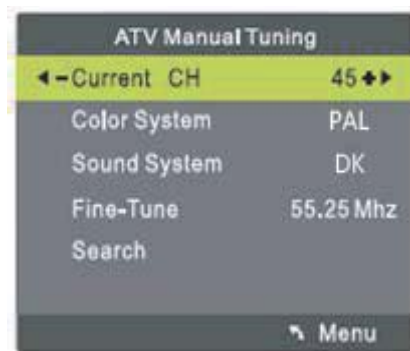 ATV Manual Tuning
Current CH 45
Color System PAL
Sound System DK
Fine-Tune 55.25 Mhz
Search
Menu